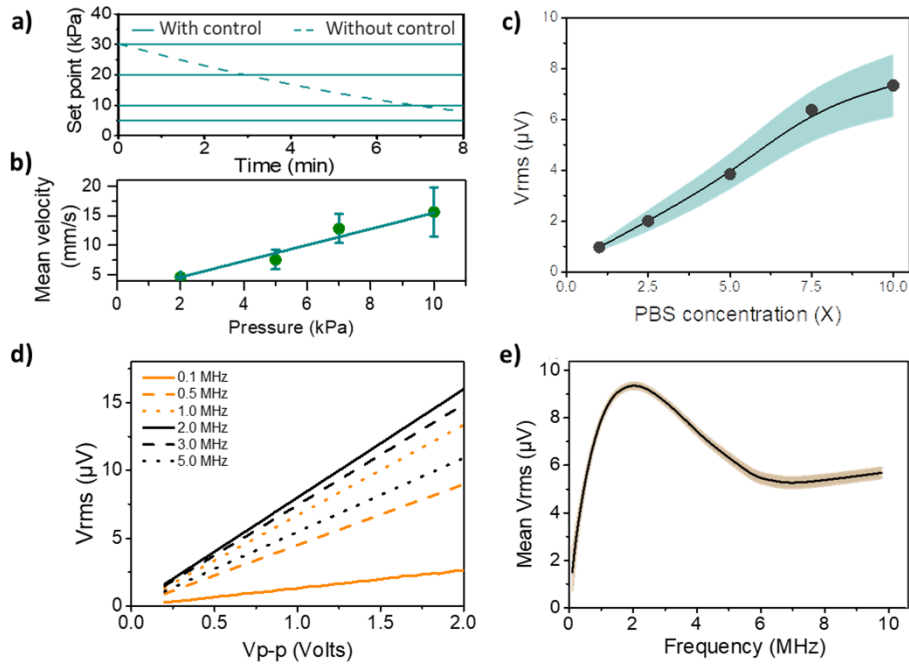 a)
With control
Without control
Set point (kPa)
40
30
20
10
0
0
2
4
6
8
Time (min)
b)
Mean velocity
(mm/s)
20
15
10
5
0
2
4
6
8
10
Pressure (kPa)
c)
Vrms (µV)
10
8
6
4
2
0
0.0
2.5
5.0
7.5
10.0
PBS concentration (X)
d)
0.1 MHz
0.5 MHz
1.0 MHz
2.0 MHz
3.0 MHz
5.0 MHz
Vrms (µV)
15
10
5
0
0.0
0.5
1.0
1.5
2.0
Vp-p (Volts)
e)
Mean Vrms (µV)
10
8
6
4
2
0
0
2
4
6
8
10
Frequency (MHz)